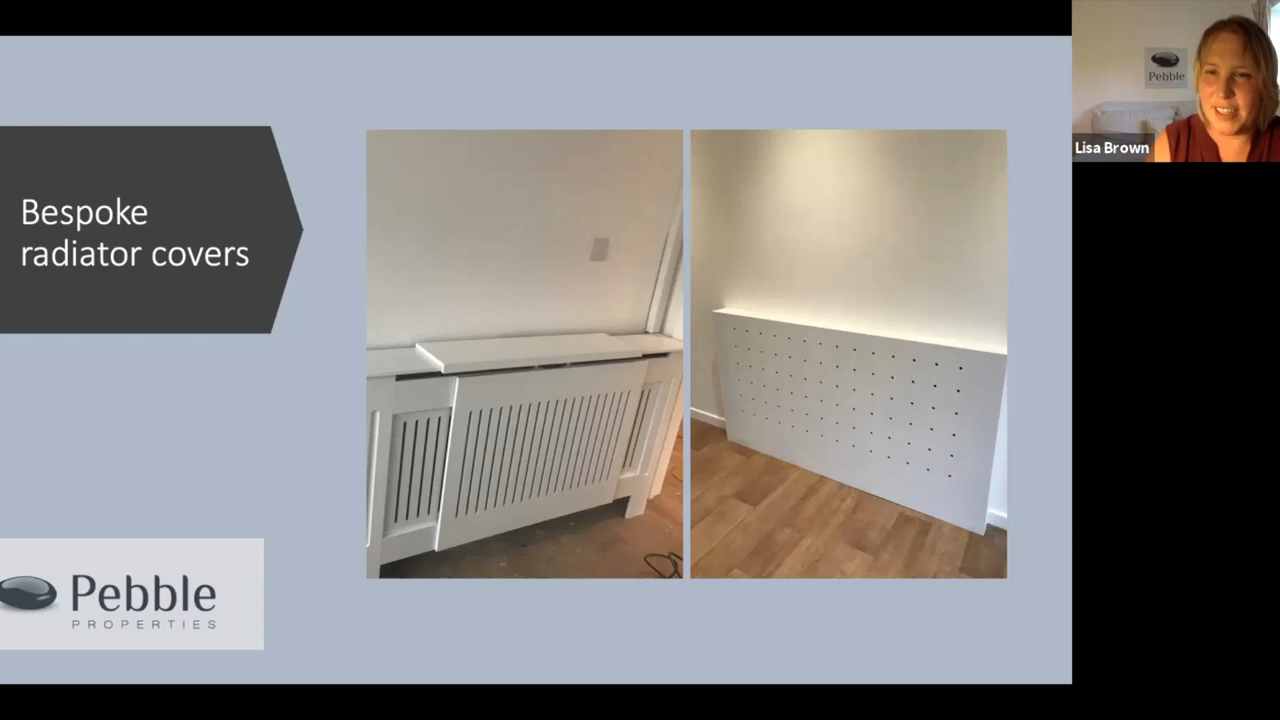 Bespoke
radiator covers
Pebble
PROPERTIES
Pebble
Lisa Brown